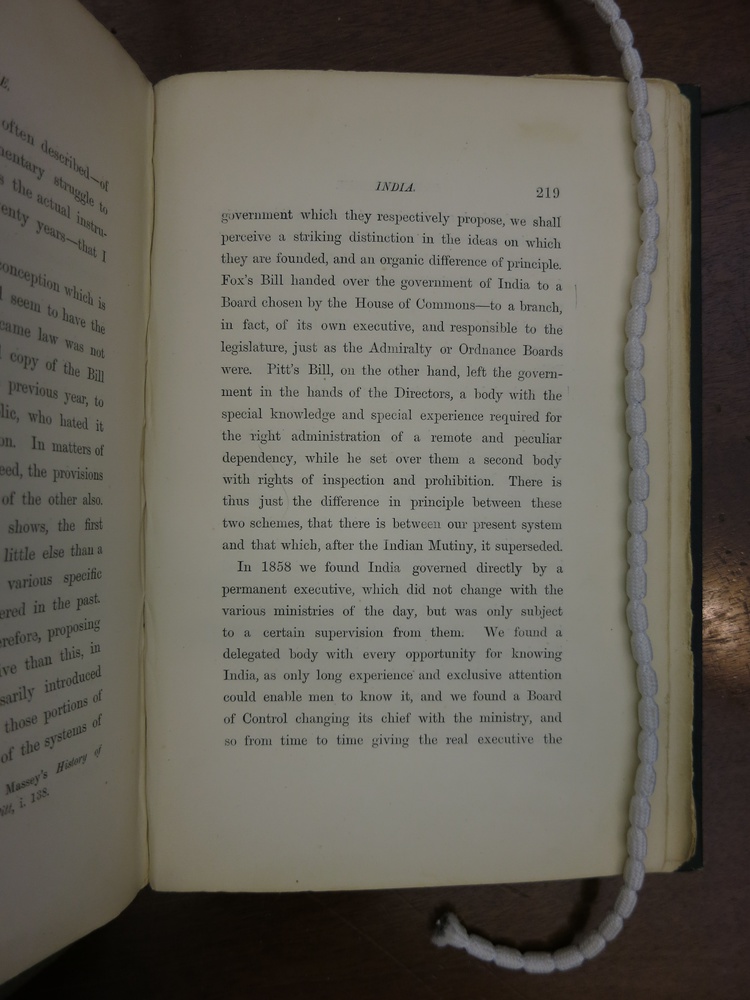 E.
often described—of
mentary struggle to
s the actual instru-
enty years—that I
conception which is
I seem to have the
came law was not
l copy of the Bill
previous year, to
lic, who hated it
on. In matters of
eed, the provisions
of the other also.
shows, the first
little else than a
various specific
ered in the past.
erefore, proposing
ive than this, in
sarily introduced
those portions of
of the systems of
Massey's History of
Pitt, i. 138.
INDIA. 219
government which they respectively propose, we shall
perceive a striking distinction in the ideas on which
they are founded, and an organic difference of principle.
Fox's Bill handed over the government of India to a
Board chosen by the House of Commons—to a branch,
in fact, of its own executive, and responsible to the
legislature, just as the Admiralty or Ordnance Boards
were. Pitt's Bill, on the other hand, left the govern-
ment in the hands of the Directors, a body with the
special knowledge and special experience required for
the right administration of a remote and peculiar
dependency, while he set over them a second body
with rights of inspection and prohibition. There is
thus just the difference in principle between these
two schemes, that there is between our present system
and that which, after the Indian Mutiny, it superseded.
In 1858 we found India governed directly by a
permanent executive, which did not change with the
various ministries of the day, but was only subject
to a certain supervision from them. We found a
delegated body with every opportunity for knowing
India, as only long experience and exclusive attention
could enable men to know it, and we found a Board
of Control changing its chief with the ministry, and
so from time to time giving the real executive the